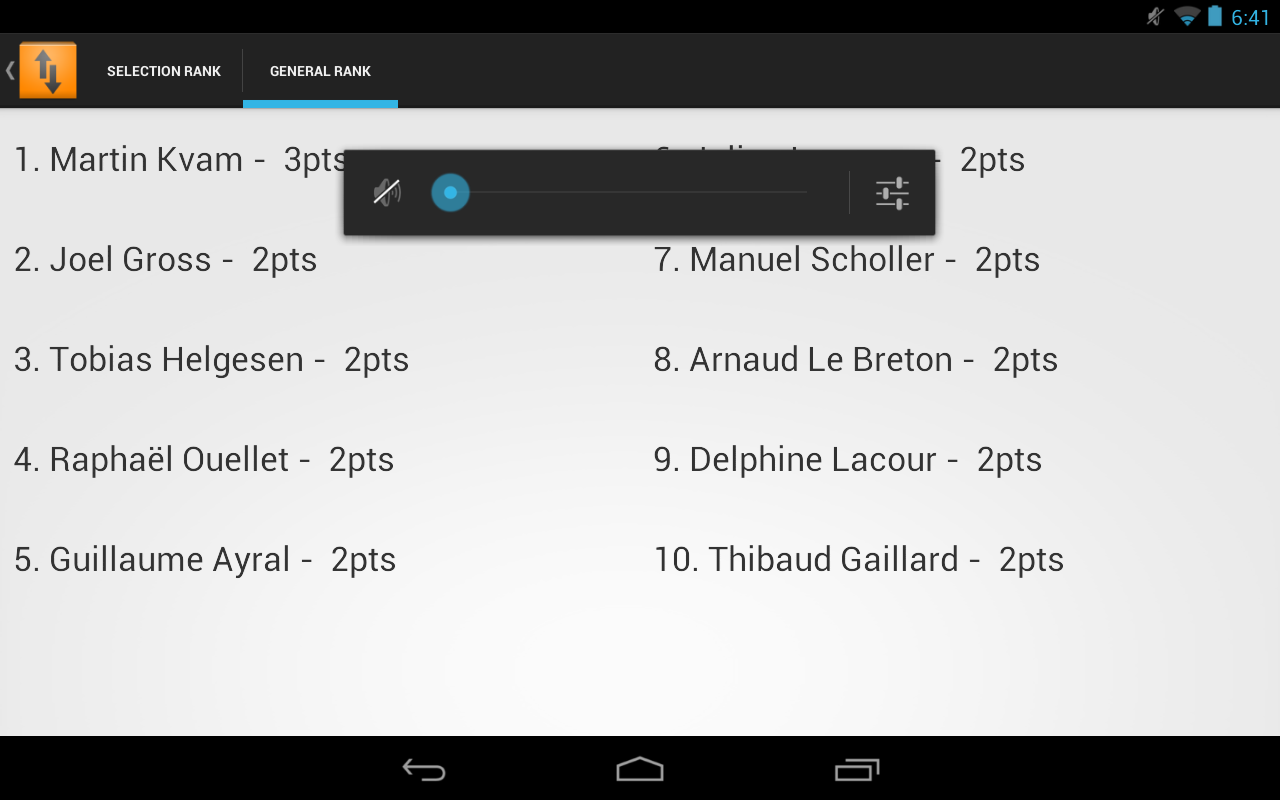 6:41
SELECTION RANK
GENERAL RANK
1. Martin Kvam - 3pts
2. Joel Gross - 2pts
3. Tobias Helgesen - 2pts
4. Raphaël Ouellet - 2pts
5. Guillaume Ayral - 2pts
- 2pts
7. Manuel Scholler - 2pts
8. Arnaud Le Breton - 2pts
9. Delphine Lacour - 2pts
10. Thibaud Gaillard - 2pts